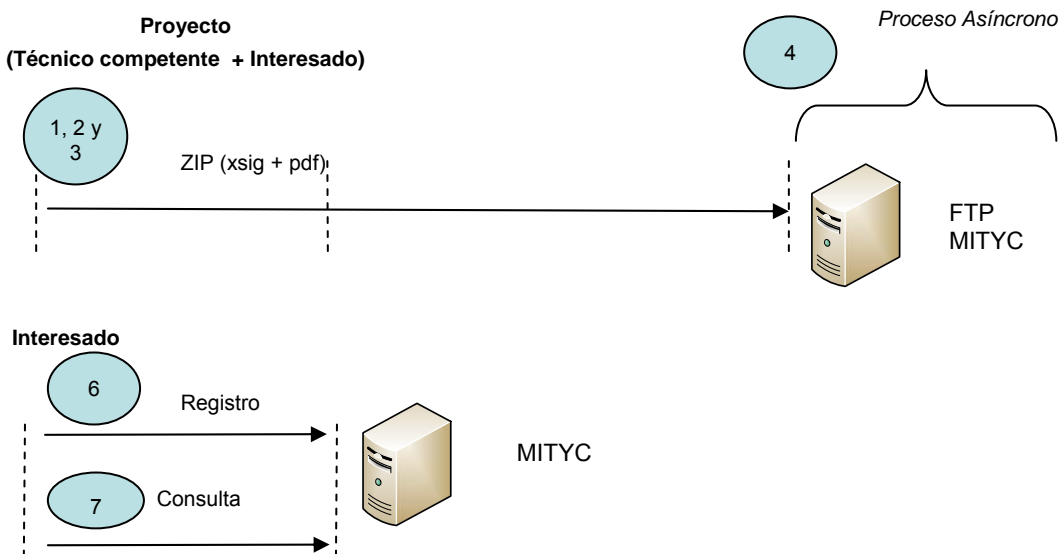 Proyecto
(Técnico competente + Interesado)
Proceso Asíncrono
4
1, 2 y
3
ZIP (xsig + pdf)
FTP
MITYC
Interesado
6
Registro
MITYC
7
Consulta